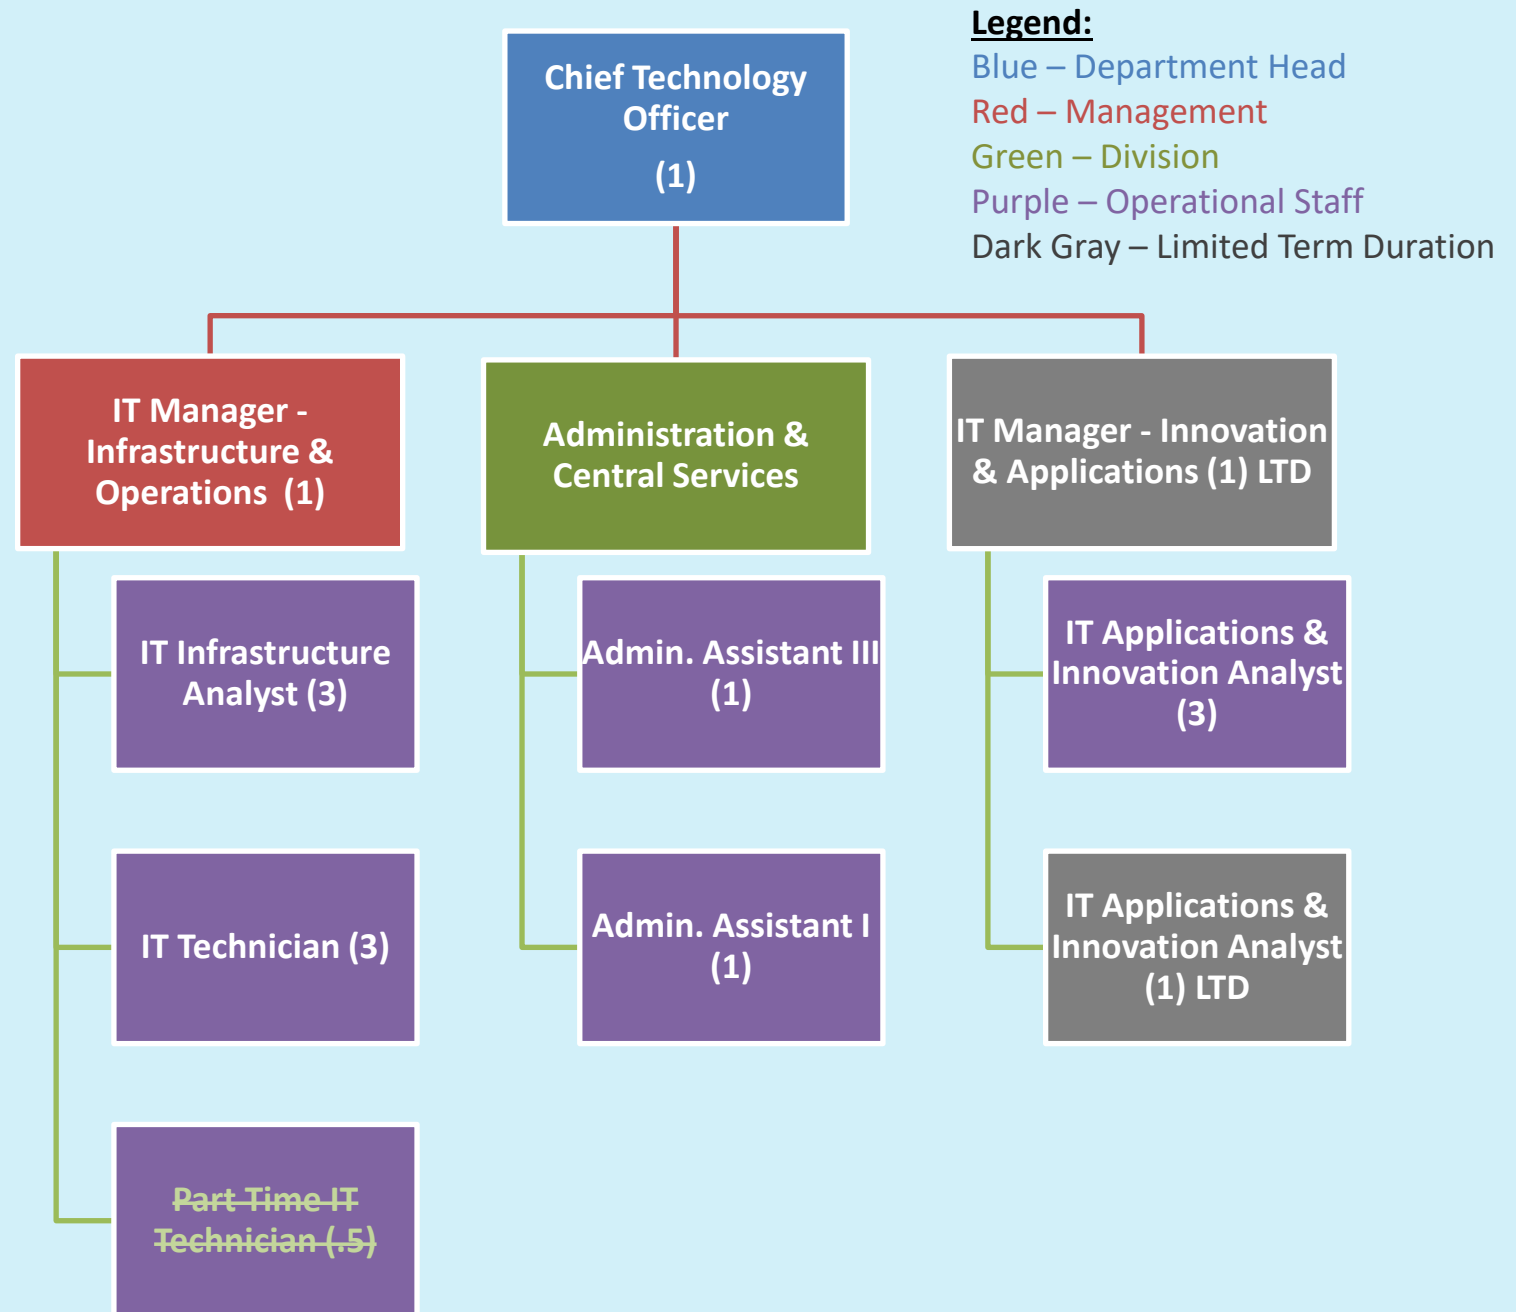 Legend:
Blue – Department Head
Red – Management
Green – Division
Purple – Operational Staff
Dark Gray – Limited Term Duration
Chief Technology
Officer
(1)
IT Manager -
Infrastructure &
Operations  (1)
Administration &
Central Services
IT Manager - Innovation
& Applications (1) LTD
IT Infrastructure
Analyst (3)
Admin. Assistant III
(1)
IT Applications &
Innovation Analyst
(3)
IT Technician (3)
Admin. Assistant I
(1)
IT Applications &
Innovation Analyst
(1) LTD
Part Time IT
Technician (.5)